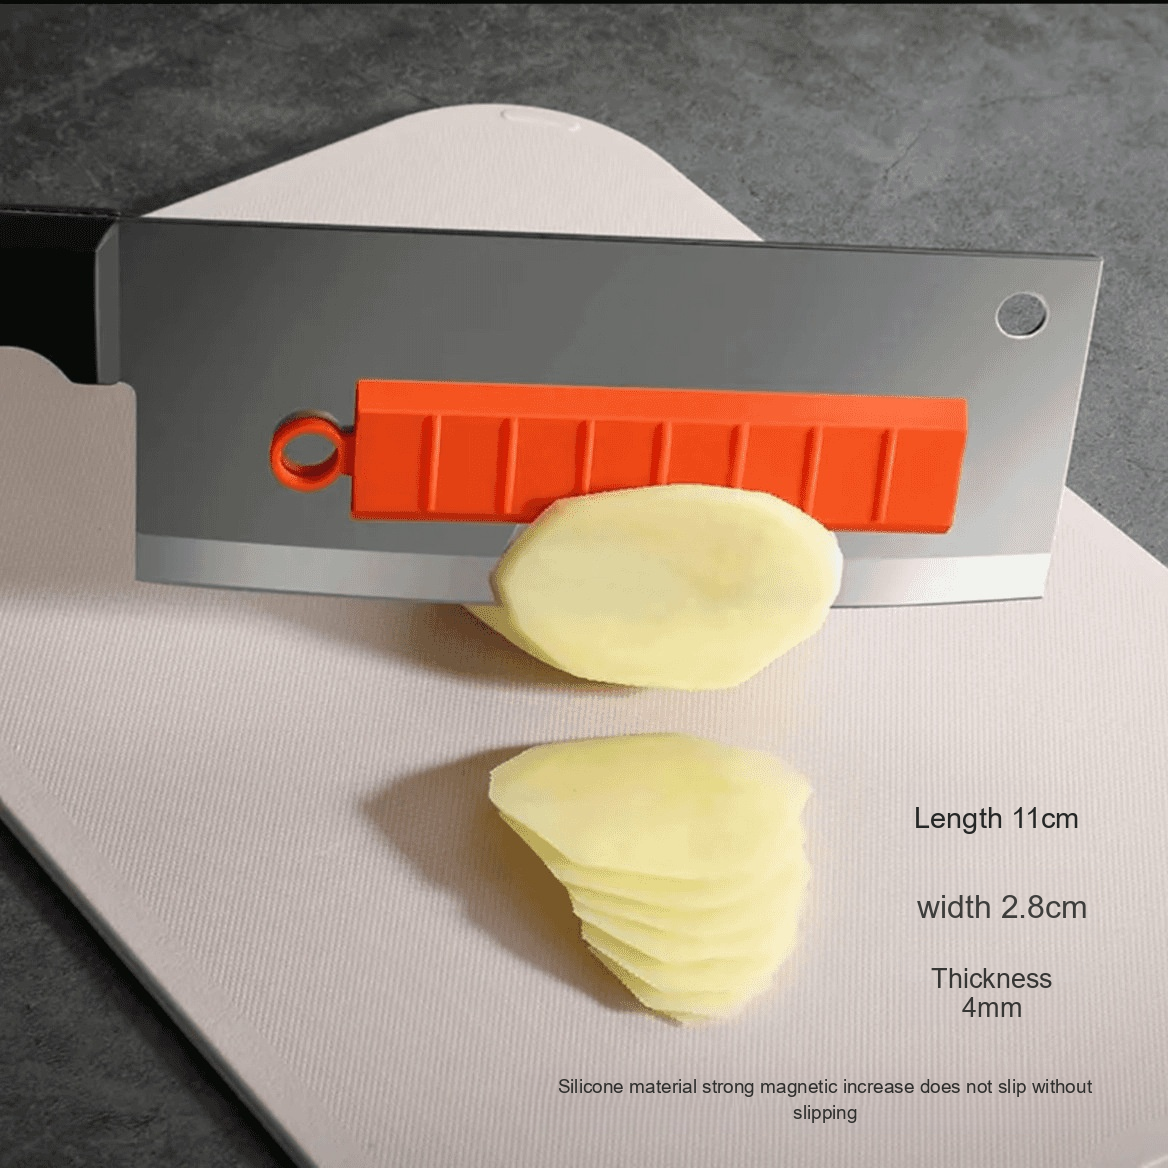 Length 11cm
width 2.8cm
Thickness
4mm
Silicone material strong magnetic increase does not slip without
slipping